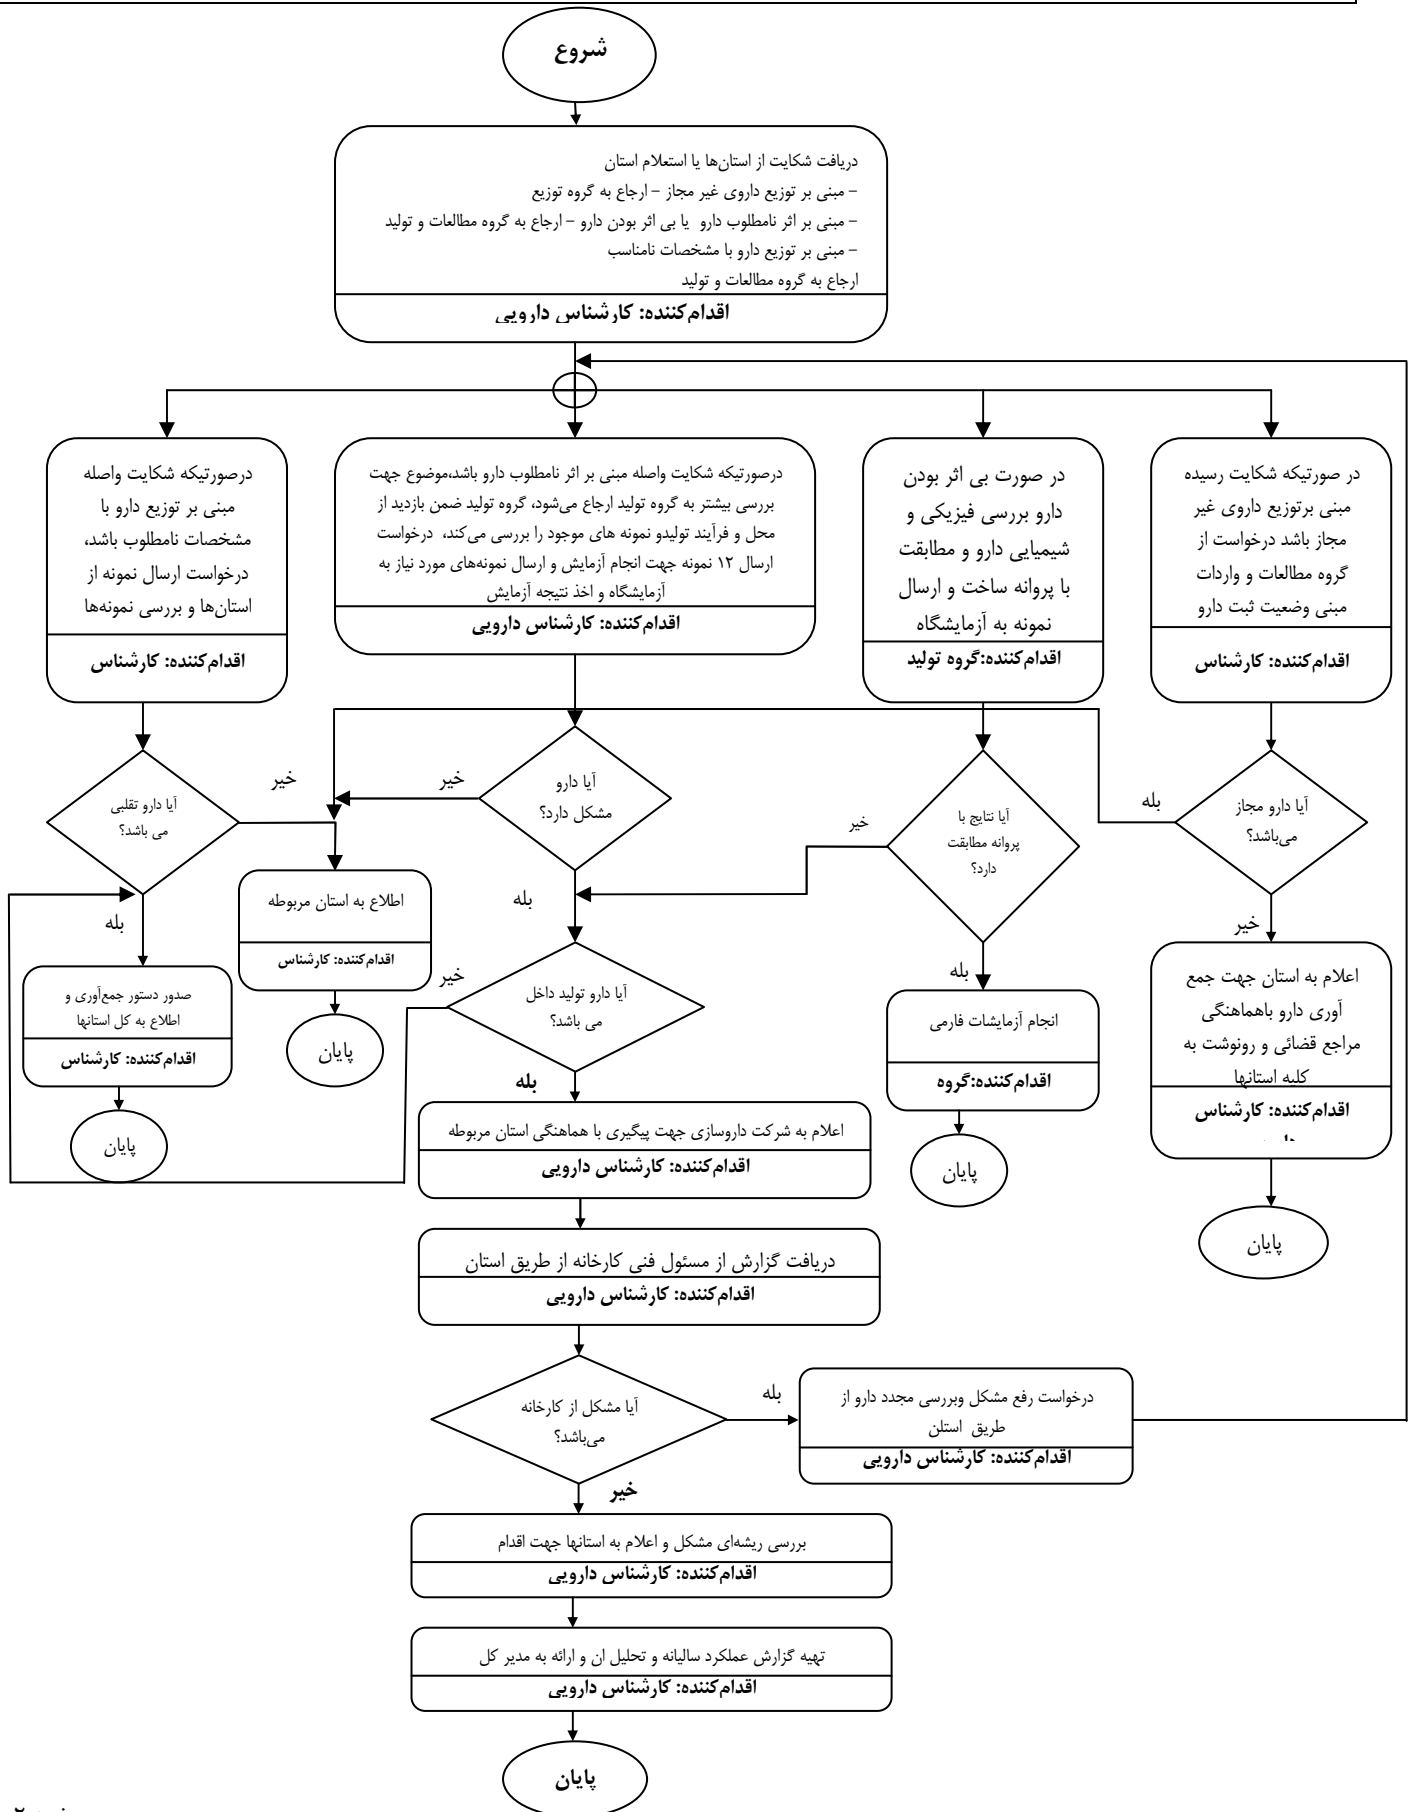 شروع
دریافت شکایت از استان‌ها یا استعلام استان
– مبنی بر توزیع داروی غیر مجاز – ارجاع به گروه توزیع
– مبنی بر اثر نامطلوب دارو یا بی اثر بودن دارو – ارجاع به گروه مطالعات و تولید
– مبنی بر توزیع دارو با مشخصات نامناسب
ارجاع به گروه مطالعات و تولید
اقدام‌کننده: کارشناس دارویی
در صورتیکه شکایت رسیده
مبنی برتوزیع داروی غیر
مجاز باشد درخواست از
گروه مطالعات و واردات
مبنی وضعیت ثبت دارو
اقدام‌کننده: کارشناس
در صورت بی اثر بودن
دارو بررسی فیزیکی و
شیمیایی دارو و مطابقت
با پروانه ساخت و ارسال
نمونه به آزمایشگاه
اقدام‌کننده:گروه تولید
درصورتیکه شکایت واصله مبنی بر اثر نامطلوب دارو باشد،موضوع جهت
بررسی بیشتر به گروه تولید ارجاع می‌شود، گروه تولید ضمن بازدید از
محل و فرآیند تولیدو نمونه های موجود را بررسی می‌کند، درخواست
ارسال ۱۲ نمونه جهت انجام آزمایش و ارسال نمونه‌های مورد نیاز به
آزمایشگاه و اخذ نتیجه آزمایش
اقدام‌کننده: کارشناس دارویی
درصورتیکه شکایت واصله
مبنی بر توزیع دارو با
مشخصات نامطلوب باشد،
درخواست ارسال نمونه از
استان‌ها و بررسی نمونه‌ها
اقدام‌کننده: کارشناس
آیا دارو مجاز
می‌باشد؟
بله
خیر
آیا نتایج با
پروانه مطابقت
دارد؟
خیر
بله
آیا دارو
مشکل دارد؟
خیر
بله
آیا دارو تقلبی
می باشد؟
خیر
بله
اطلاع به استان مربوطه
اقدام‌کننده: کارشناس
پایان
صدور دستور جمع‌آوری و
اطلاع به کل استانها
اقدام‌کننده: کارشناس
پایان
آیا دارو تولید داخل
می باشد؟
خیر
بله
انجام آزمایشات فارمی
اقدام‌کننده:گروه
پایان
اعلام به استان جهت جمع
آوری دارو باهماهنگی
مراجع قضائی و رونوشت به
کلیه استانها
اقدام‌کننده: کارشناس
پایان
اعلام به شرکت داروسازی جهت پیگیری با هماهنگی استان مربوطه
اقدام‌کننده: کارشناس دارویی
دریافت گزارش از مسئول فنی کارخانه از طریق استان
اقدام‌کننده: کارشناس دارویی
آیا مشکل از کارخانه
می‌باشد؟
بله
خیر
درخواست رفع مشکل وبررسی مجدد دارو از
طریق استلن
اقدام‌کننده: کارشناس دارویی
بررسی ریشه‌ای مشکل و اعلام به استانها جهت اقدام
اقدام‌کننده: کارشناس دارویی
تهیه گزارش عملکرد سالیانه و تحلیل ان و ارائه به مدیر کل
اقدام‌کننده: کارشناس دارویی
پایان